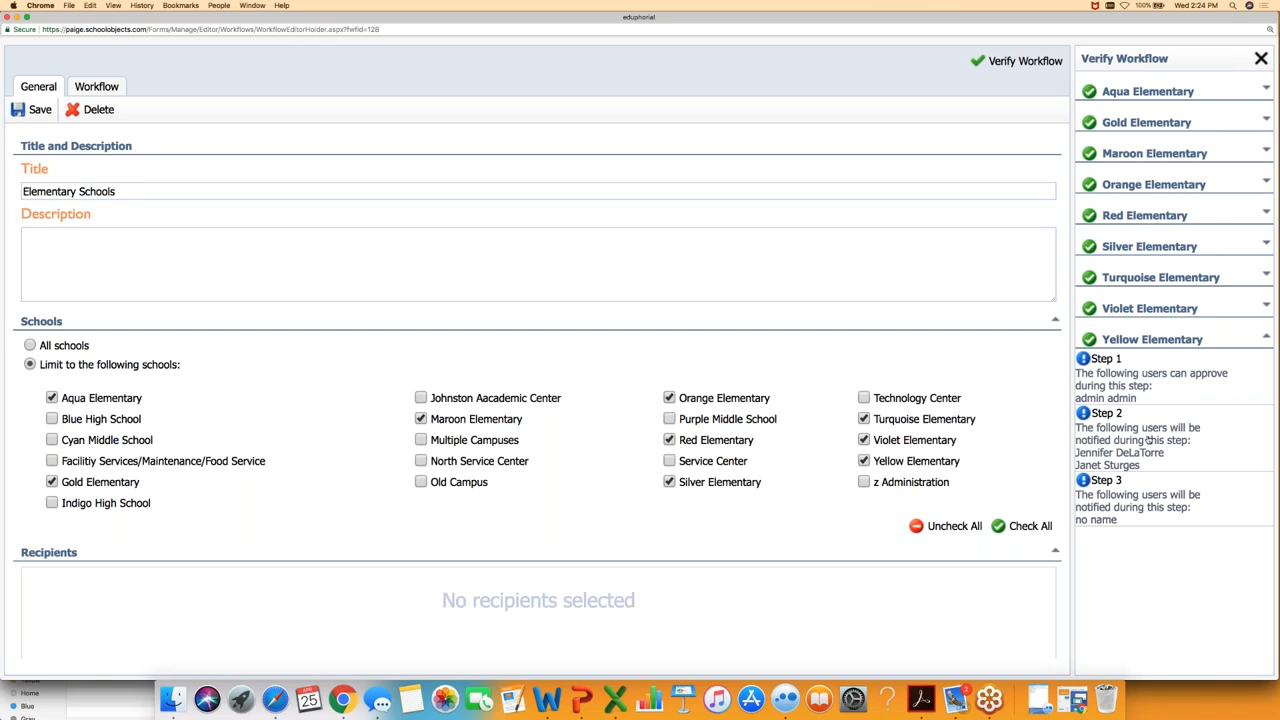 Chrome File Edit View History Bookmarks People Window Help 100% Wed 2:24 PM
eduphoria!
Secure https://paige.schoolobjects.com/Forms/Manage/Editor/Workflows/WorkflowEditorHolder.aspx?fwfid=128
Verify Workflow
General Workflow
Save Delete
Title and Description
Title
Elementary Schools
Description
Schools
All schools
Limit to the following schools:
Aqua Elementary Johnston Aacademic Center Orange Elementary Technology Center
Blue High School Maroon Elementary Purple Middle School Turquoise Elementary
Cyan Middle School Multiple Campuses Red Elementary Violet Elementary
Facilitiy Services/Maintenance/Food Service North Service Center Service Center Yellow Elementary
Gold Elementary Old Campus Silver Elementary z Administration
Indigo High School
Uncheck All Check All
Recipients
No recipients selected
Verify Workflow
Aqua Elementary
Gold Elementary
Maroon Elementary
Orange Elementary
Red Elementary
Silver Elementary
Turquoise Elementary
Violet Elementary
Yellow Elementary
Step 1
The following users can approve
during this step:
admin admin
Step 2
The following users will be
notified during this step:
Jennifer DeLaTorre
Janet Sturges
Step 3
The following users will be
notified during this step:
no name
Home
Blue
APR
25